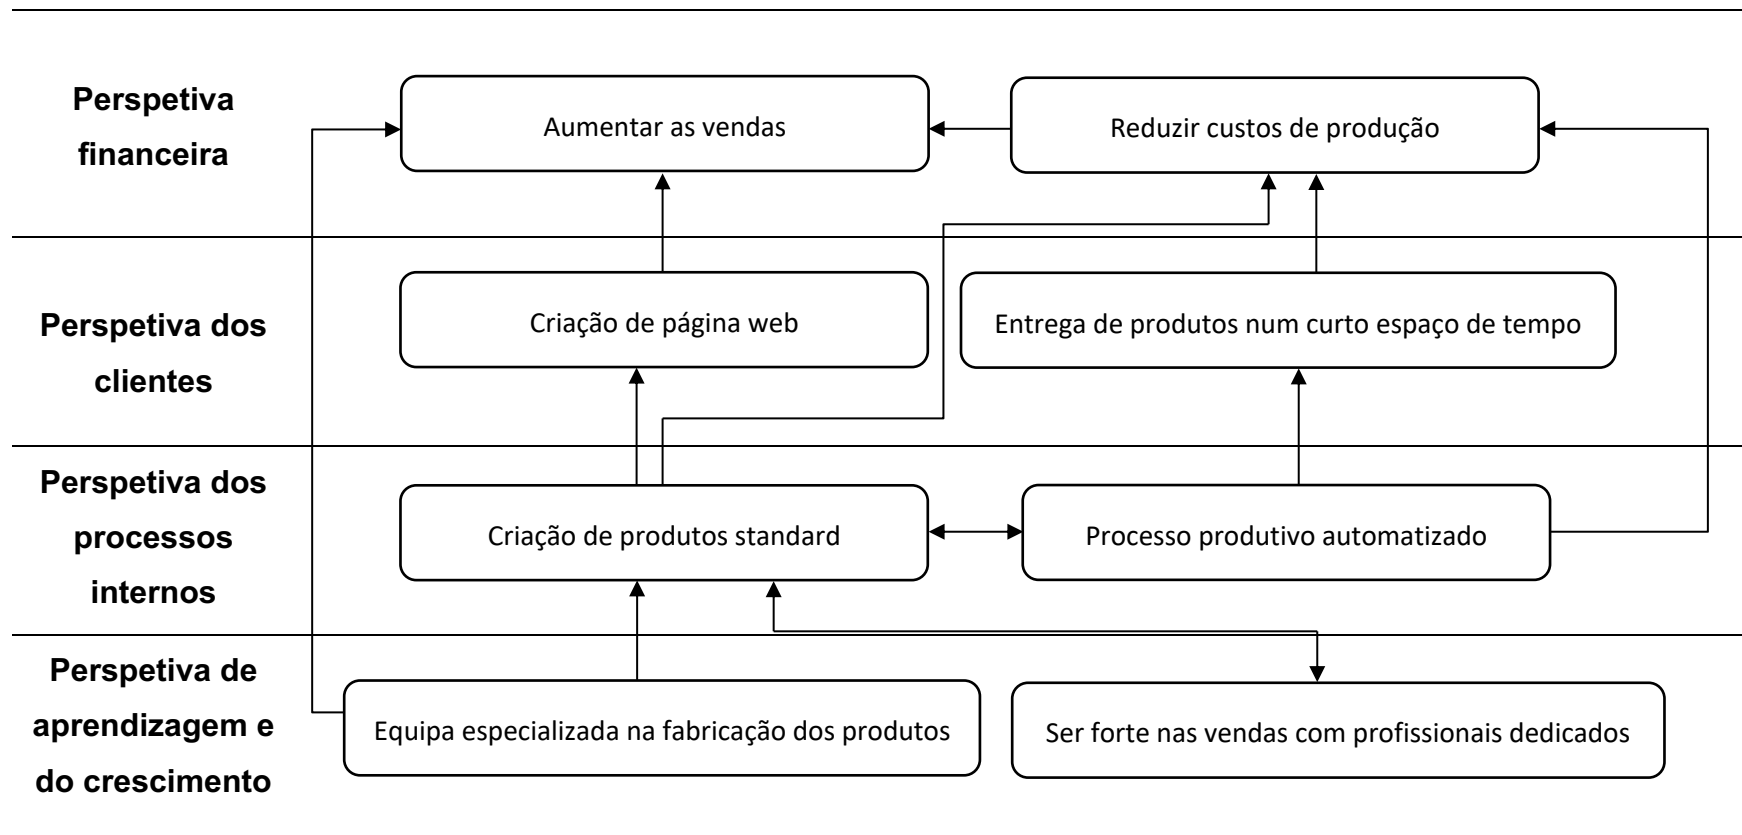 Perspetiva
financeira
Aumentar as vendas
Reduzir custos de produção
Perspetiva dos
clientes
Criação de página web
Entrega de produtos num curto espaço de tempo
Perspetiva dos
processos
internos
Criação de produtos standard
Processo produtivo automatizado
Perspetiva de
aprendizagem e
do crescimento
Equipa especializada na fabricação dos produtos
Ser forte nas vendas com profissionais dedicados